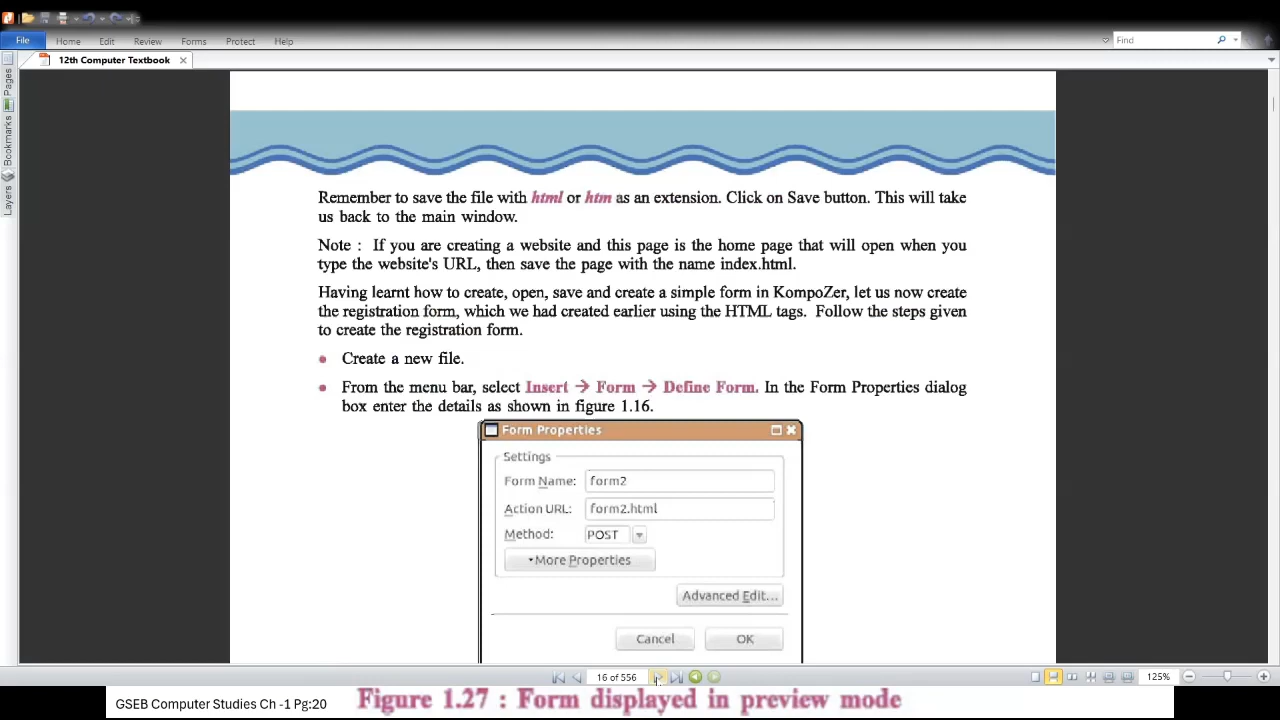 File Home Edit Review Forms Protect Help Find
12th Computer Textbook
Pages
Bookmarks
Layers
Remember to save the file with html or htm as an extension. Click on Save button. This will take
us back to the main window.
Note : If you are creating a website and this page is the home page that will open when you
type the website's URL, then save the page with the name index.html.
Having learnt how to create, open, save and create a simple form in KompoZer, let us now create
the registration form, which we had created earlier using the HTML tags. Follow the steps given
to create the registration form.
• Create a new file.
• From the menu bar, select Insert → Form → Define Form. In the Form Properties dialog
box enter the details as shown in figure 1.16.
Form Properties
Settings
Form Name: form2
Action URL: form2.html
Method: POST
More Properties
Advanced Edit...
Cancel OK
16 of 556 125%
GSEB Computer Studies Ch -1 Pg:20 Figure 1.27 : Form displayed in preview mode